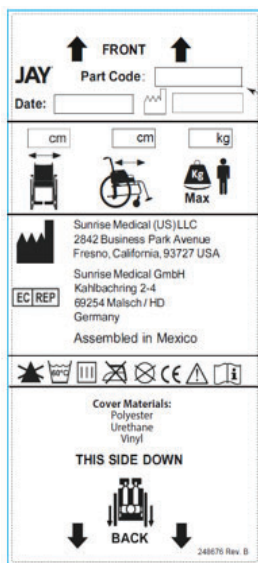 FRONT
JAY
Part Code:
Date:
cm
cm
kg
Kg
Max
Sunrise Medical (US) LLC
2842 Business Park Avenue
Fresno, California, 93727 USA
Sunrise Medical GmbH
Kahlbachring 2-4
EC REP
69254 Malsch / HD
Germany
Assembled in Mexico
60°C
CE
Cover Materials:
Polyester
Urethane
Vinyl
THIS SIDE DOWN
BACK
248676 Rev. B